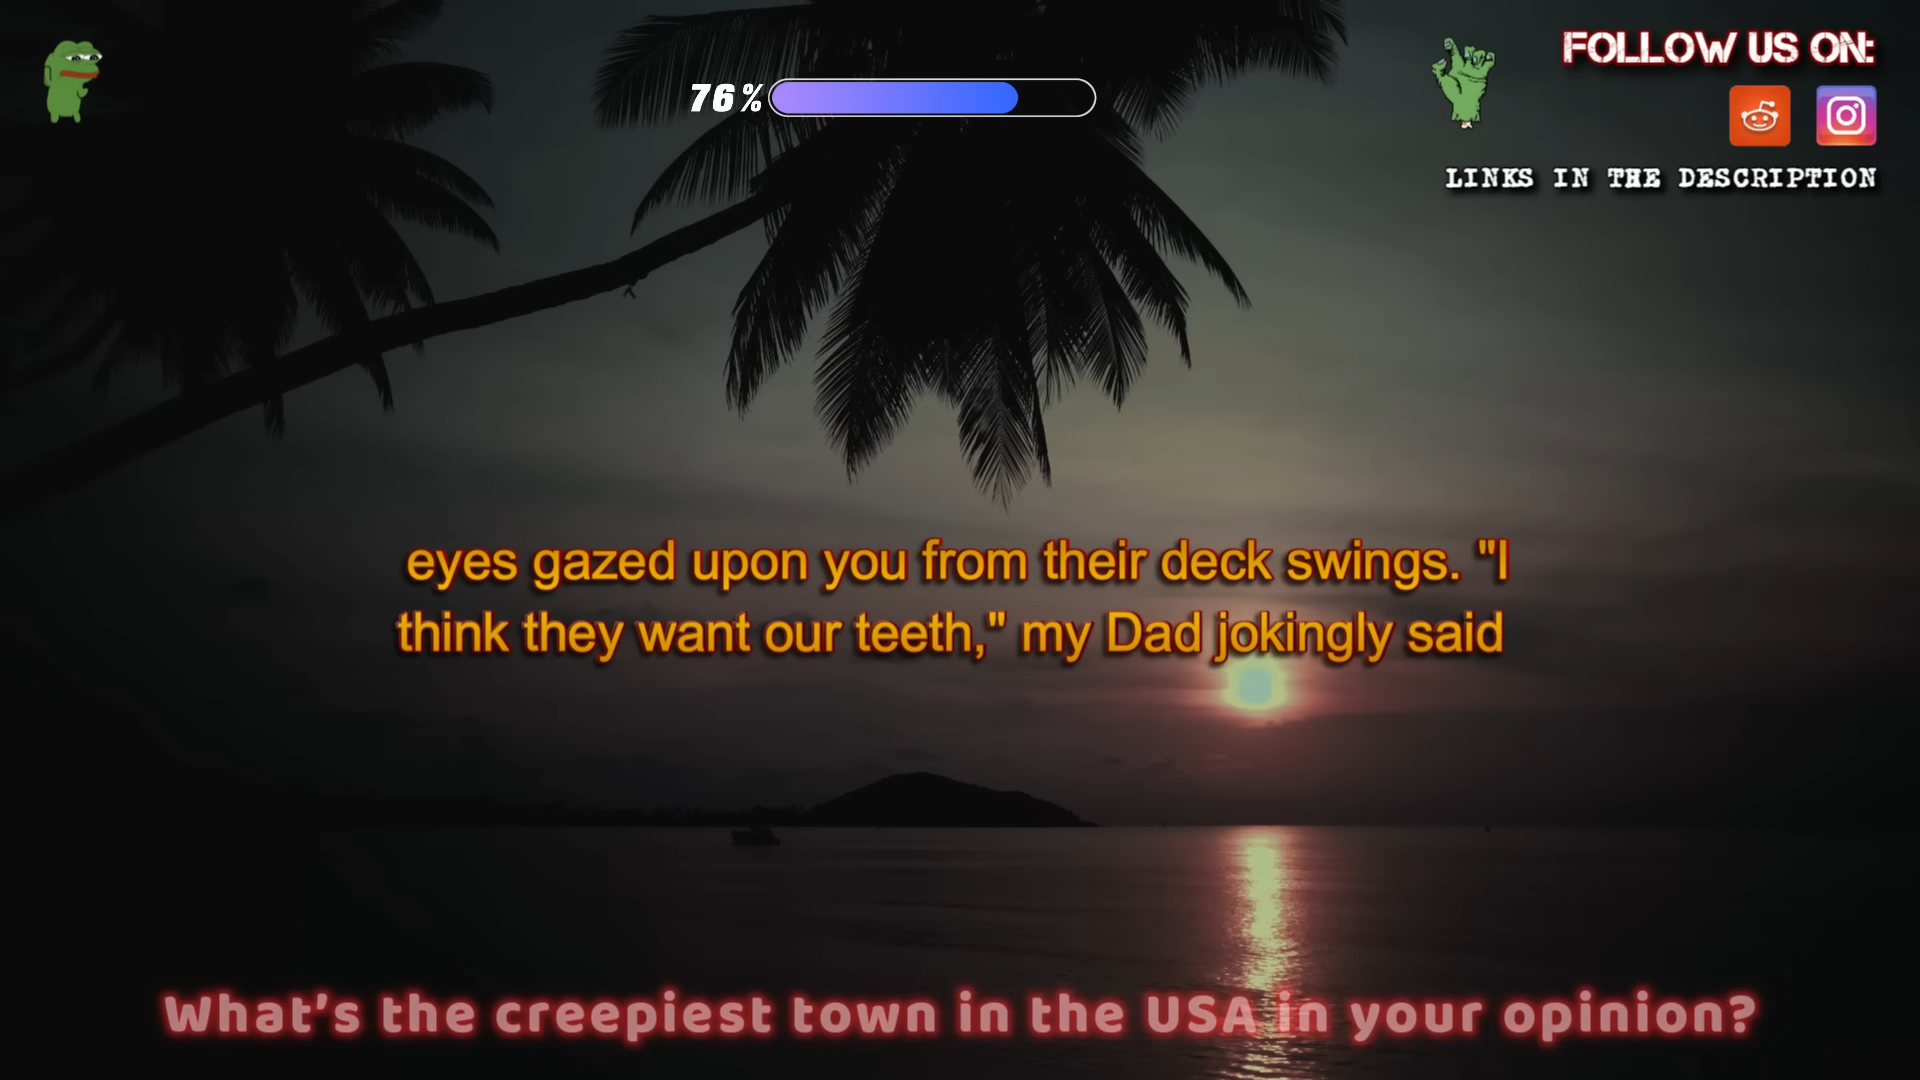 76%
FOLLOW US ON:
LINKS IN THE DESCRIPTION
eyes gazed upon you from their deck swings. "I
think they want our teeth," my Dad jokingly said
What's the creepiest town in the USA in your opinion?